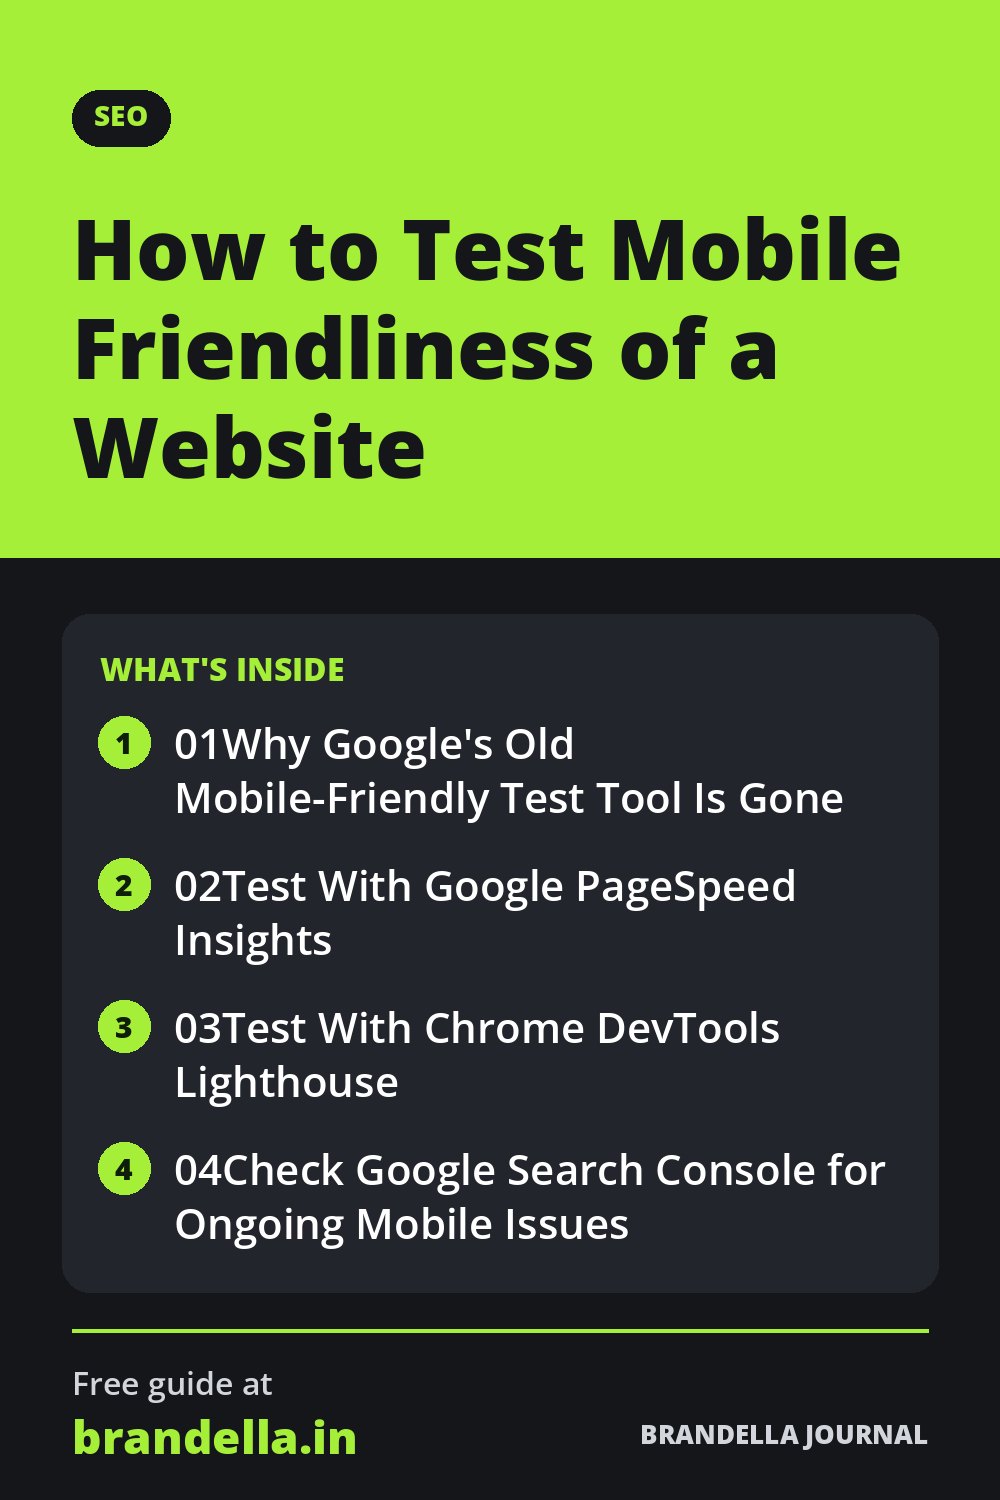 SEO
How to Test Mobile
Friendliness of a
Website
WHAT'S INSIDE
1 01Why Google's Old
Mobile-Friendly Test Tool Is Gone
2 02Test With Google PageSpeed
Insights
3 03Test With Chrome DevTools
Lighthouse
4 04Check Google Search Console for
Ongoing Mobile Issues
Free guide at
brandella.in
BRANDELLA JOURNAL